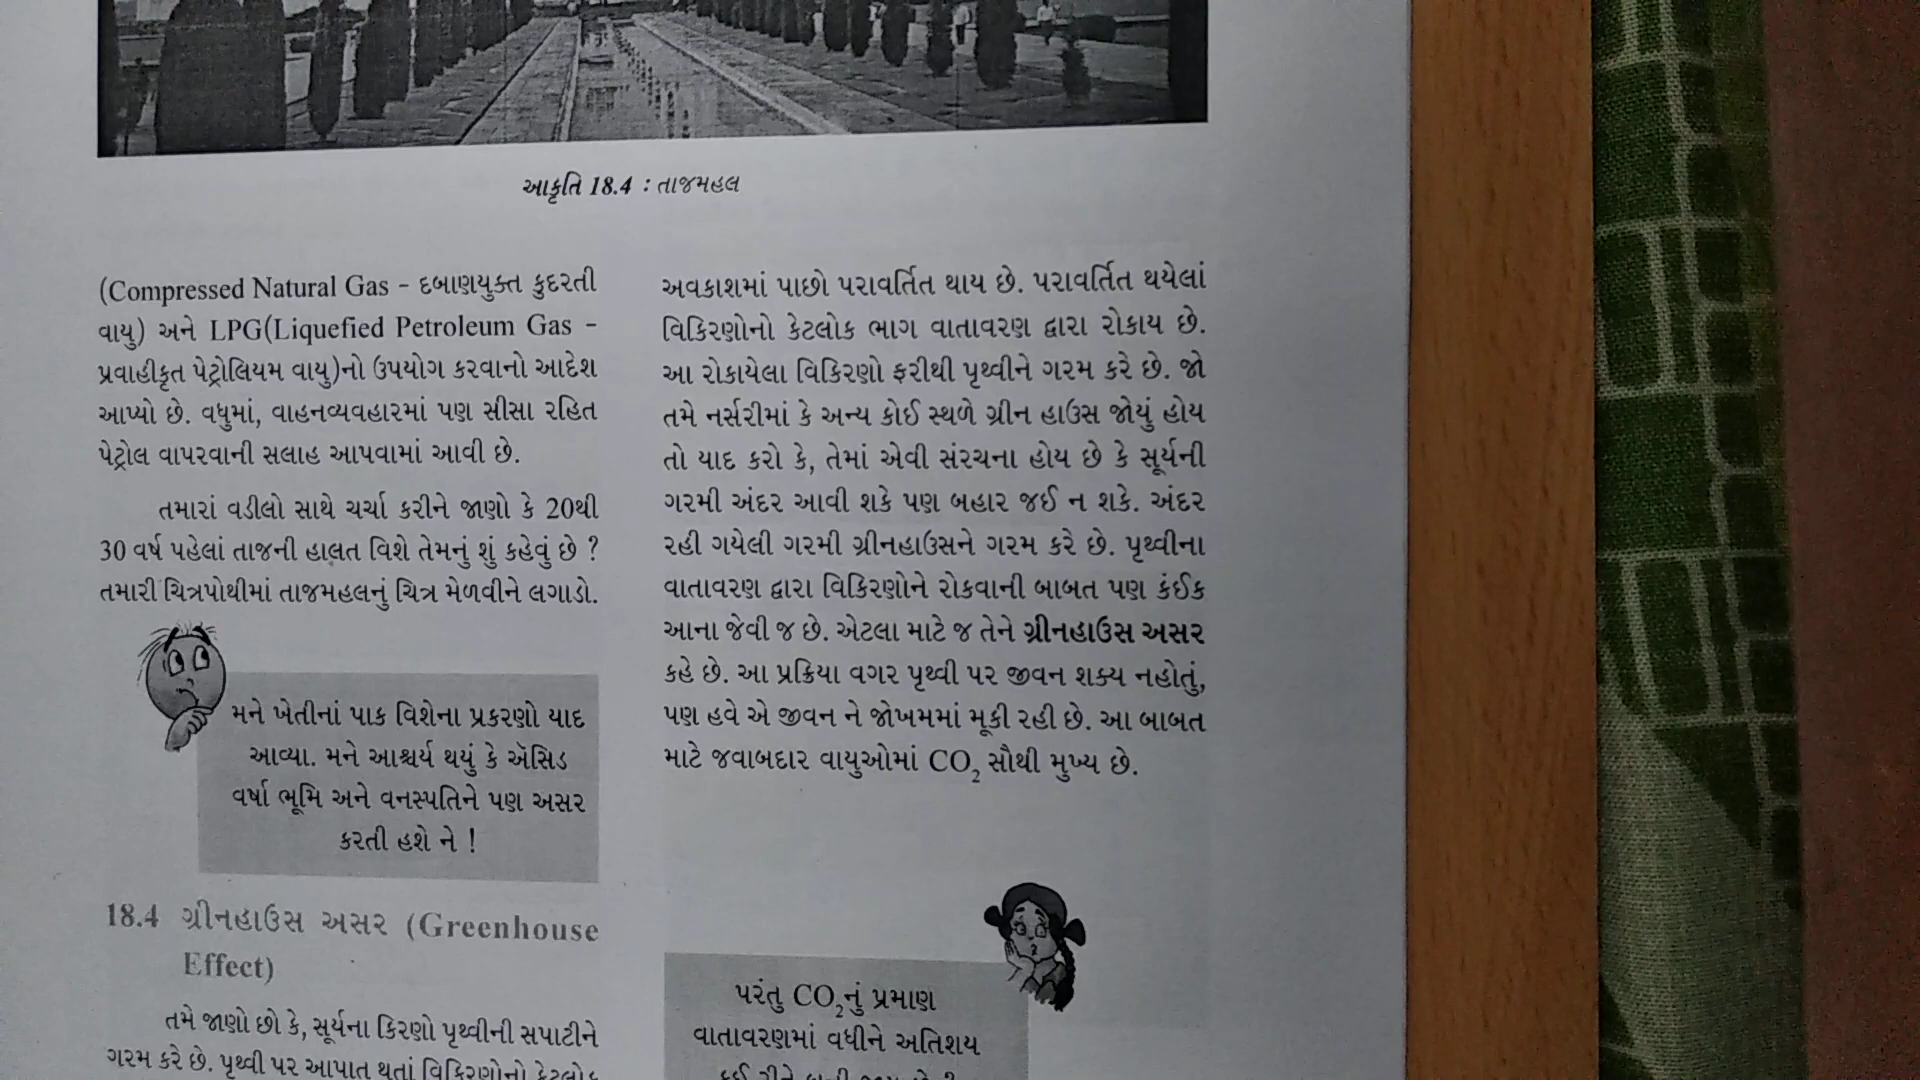 આકૃતિ 18.4 : તાજમહલ
(Compressed Natural Gas - દબાણયુક્ત કુદરતી
વાયુ) અને LPG(Liquefied Petroleum Gas -
પ્રવાહીકૃત પેટ્રોલિયમ વાયુ)નો ઉપયોગ કરવાનો આદેશ
આપ્યો છે. વધુમાં, વાહનવ્યવહારમાં પણ સીસા રહિત
પેટ્રોલ વાપરવાની સલાહ આપવામાં આવી છે.
તમારાં વડીલો સાથે ચર્ચા કરીને જાણો કે 20થી
30 વર્ષ પહેલાં તાજની હાલત વિશે તેમનું શું કહેવું છે ?
તમારી ચિત્રપોથીમાં તાજમહલનું ચિત્ર મેળવીને લગાડો.
મને ખેતીનાં પાક વિશેના પ્રકરણો યાદ
આવ્યા. મને આશ્ચર્ય થયું કે ઍસિડ
વર્ષા ભૂમિ અને વનસ્પતિને પણ અસર
કરતી હશે ને !
18.4 ગ્રીનહાઉસ અસર (Greenhouse
Effect)
તમે જાણો છો કે, સૂર્યના કિરણો પૃથ્વીની સપાટીને
ગરમ કરે છે. પૃથ્વી પર આપાત થતાં વિકિરણોનો કેટલોક
અવકાશમાં પાછો પરાવર્તિત થાય છે. પરાવર્તિત થયેલાં
વિકિરણોનો કેટલોક ભાગ વાતાવરણ દ્વારા રોકાય છે.
આ રોકાયેલા વિકિરણો ફરીથી પૃથ્વીને ગરમ કરે છે. જો
તમે નર્સરીમાં કે અન્ય કોઈ સ્થળે ગ્રીન હાઉસ જોયું હોય
તો યાદ કરો કે, તેમાં એવી સંરચના હોય છે કે સૂર્યની
ગરમી અંદર આવી શકે પણ બહાર જઈ ન શકે. અંદર
રહી ગયેલી ગરમી ગ્રીનહાઉસને ગરમ કરે છે. પૃથ્વીના
વાતાવરણ દ્વારા વિકિરણોને રોકવાની બાબત પણ કંઈક
આના જેવી જ છે. એટલા માટે જ તેને ગ્રીનહાઉસ અસર
કહે છે. આ પ્રક્રિયા વગર પૃથ્વી પર જીવન શક્ય નહોતું,
પણ હવે એ જીવન ને જોખમમાં મૂકી રહી છે. આ બાબત
માટે જવાબદાર વાયુઓમાં CO₂ સૌથી મુખ્ય છે.
પરંતુ CO₂નું પ્રમાણ
વાતાવરણમાં વધીને અતિશય